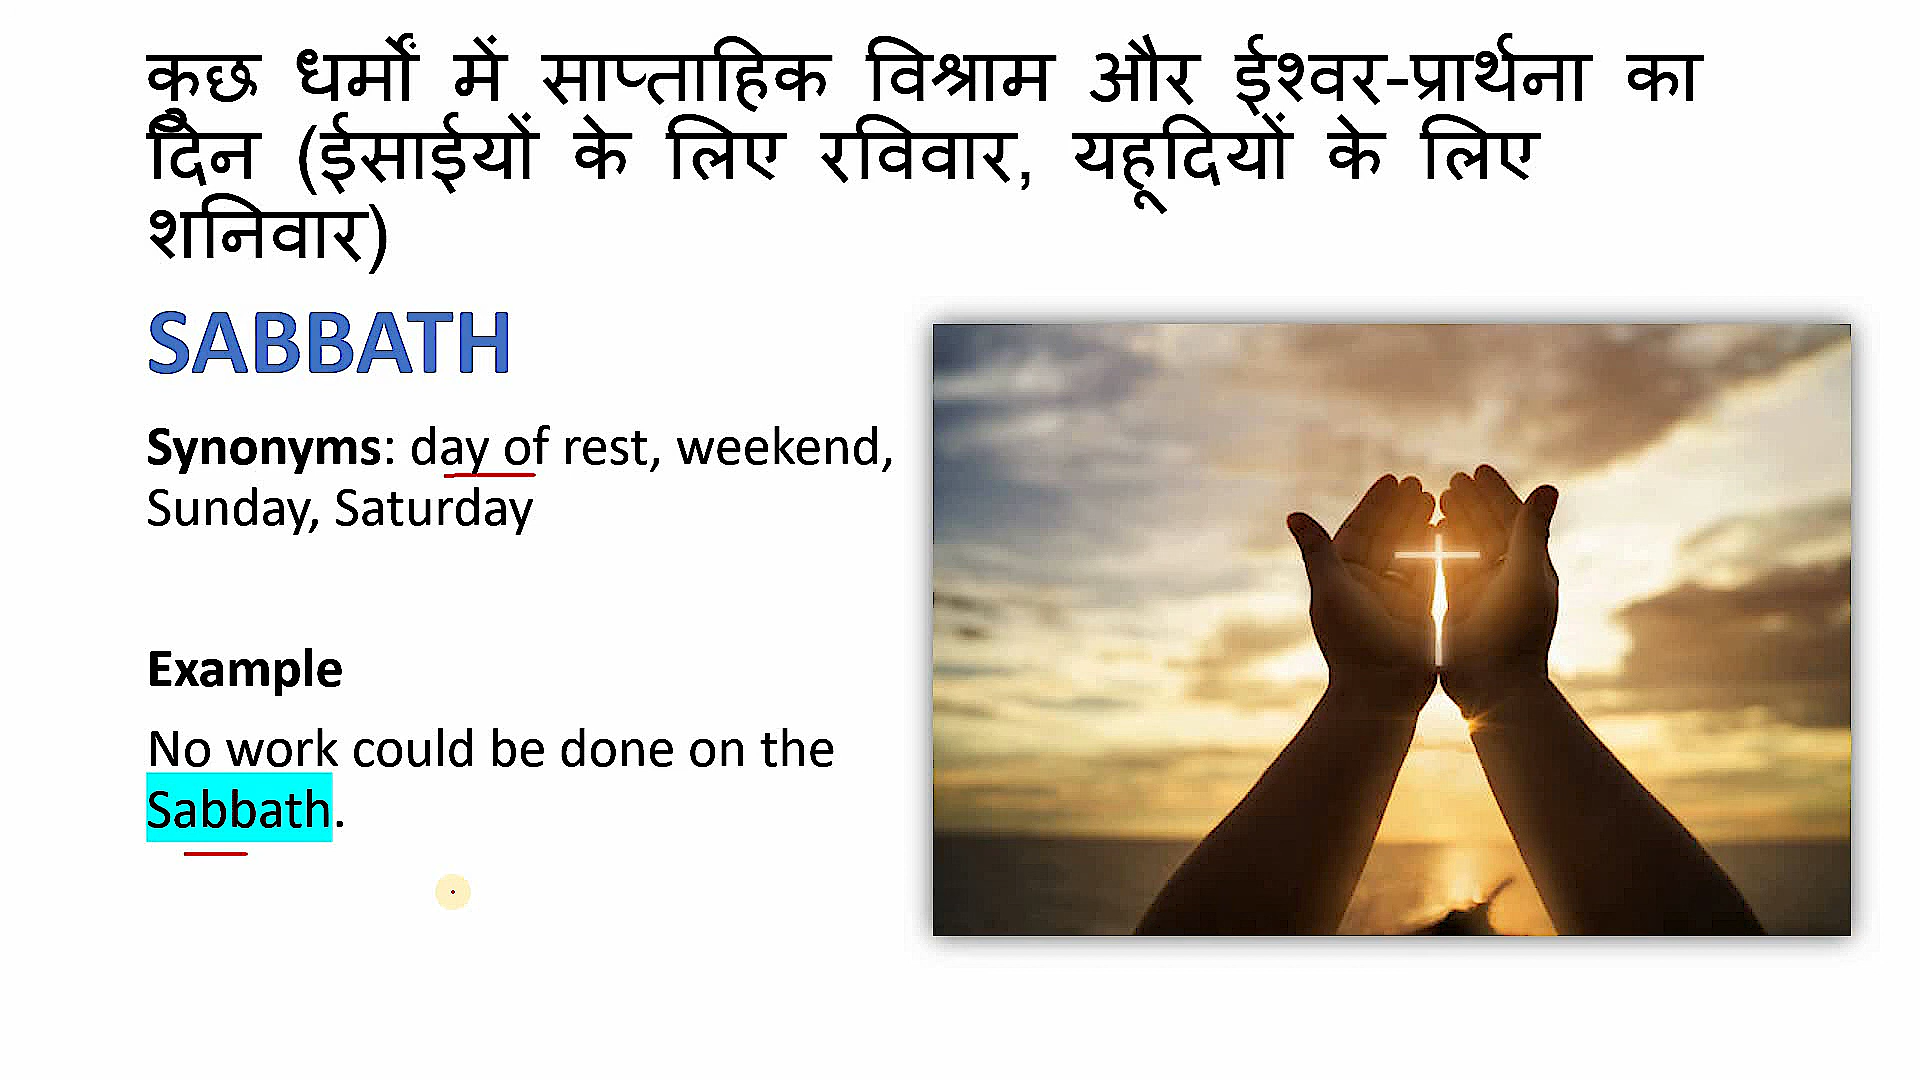 कुछ धर्मों में साप्ताहिक विश्राम और ईश्वर-प्रार्थना का
दिन (ईसाईयों के लिए रविवार, यहूदियों के लिए
शनिवार)
SABBATH
Synonyms: day of rest, weekend,
Sunday, Saturday
Example
No work could be done on the
Sabbath.